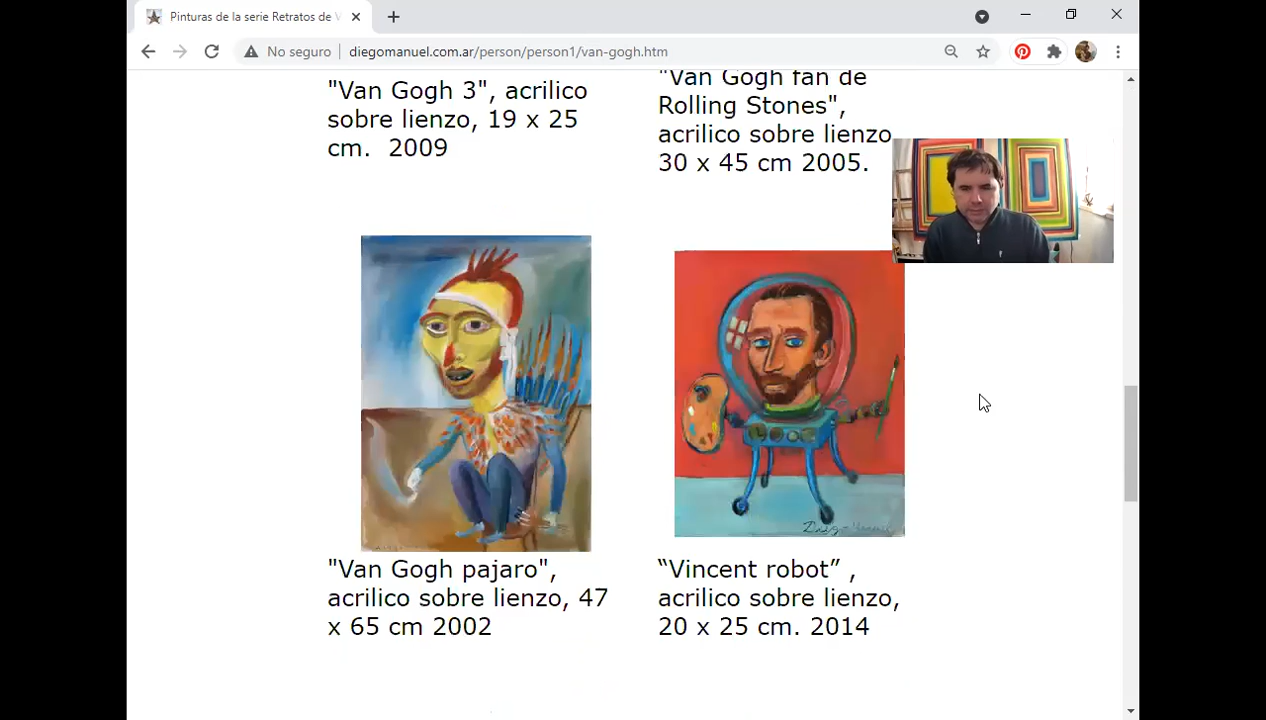 Pinturas de la serie Retratos de V
No seguro
diegomanuel.com.ar/person/person1/van-gogh.htm
"Van Gogh 3", acrilico
sobre lienzo, 19 x 25
cm. 2009
"Van Gogh fan de
Rolling Stones",
acrilico sobre lienzo
30 x 45 cm 2005.
"Van Gogh pajaro",
acrilico sobre lienzo, 47
x 65 cm 2002
Diego Manuel
“Vincent robot” ,
acrilico sobre lienzo,
20 x 25 cm. 2014